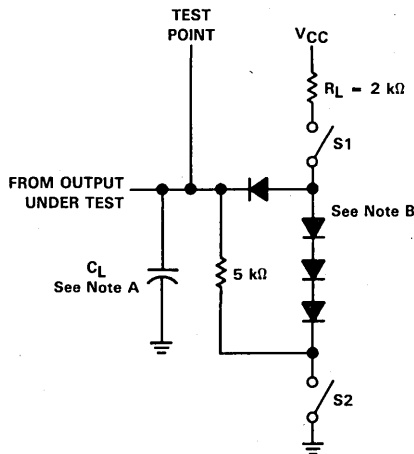 TEST
POINT
VCC
RL = 2 kΩ
S1
FROM OUTPUT
UNDER TEST
See Note B
CL
See Note A
5 kΩ
S2